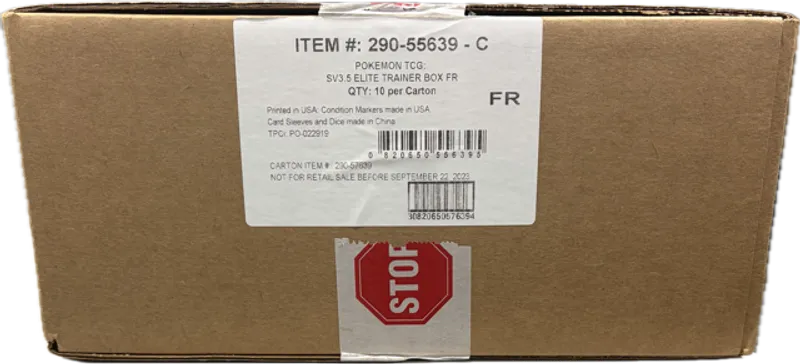 ITEM #: 290-55639 - C
POKEMON TCG:
SV3.5 ELITE TRAINER BOX FR
QTY: 10 per Carton
FR
Printed in USA: Condition Markers made in USA
Card Sleeves and Dice made in China
TPCi: PO-022919
0 820650 556395
CARTON ITEM #: 290-57639
NOT FOR RETAIL SALE BEFORE SEPTEMBER 22, 2023
30820650576394
STOP